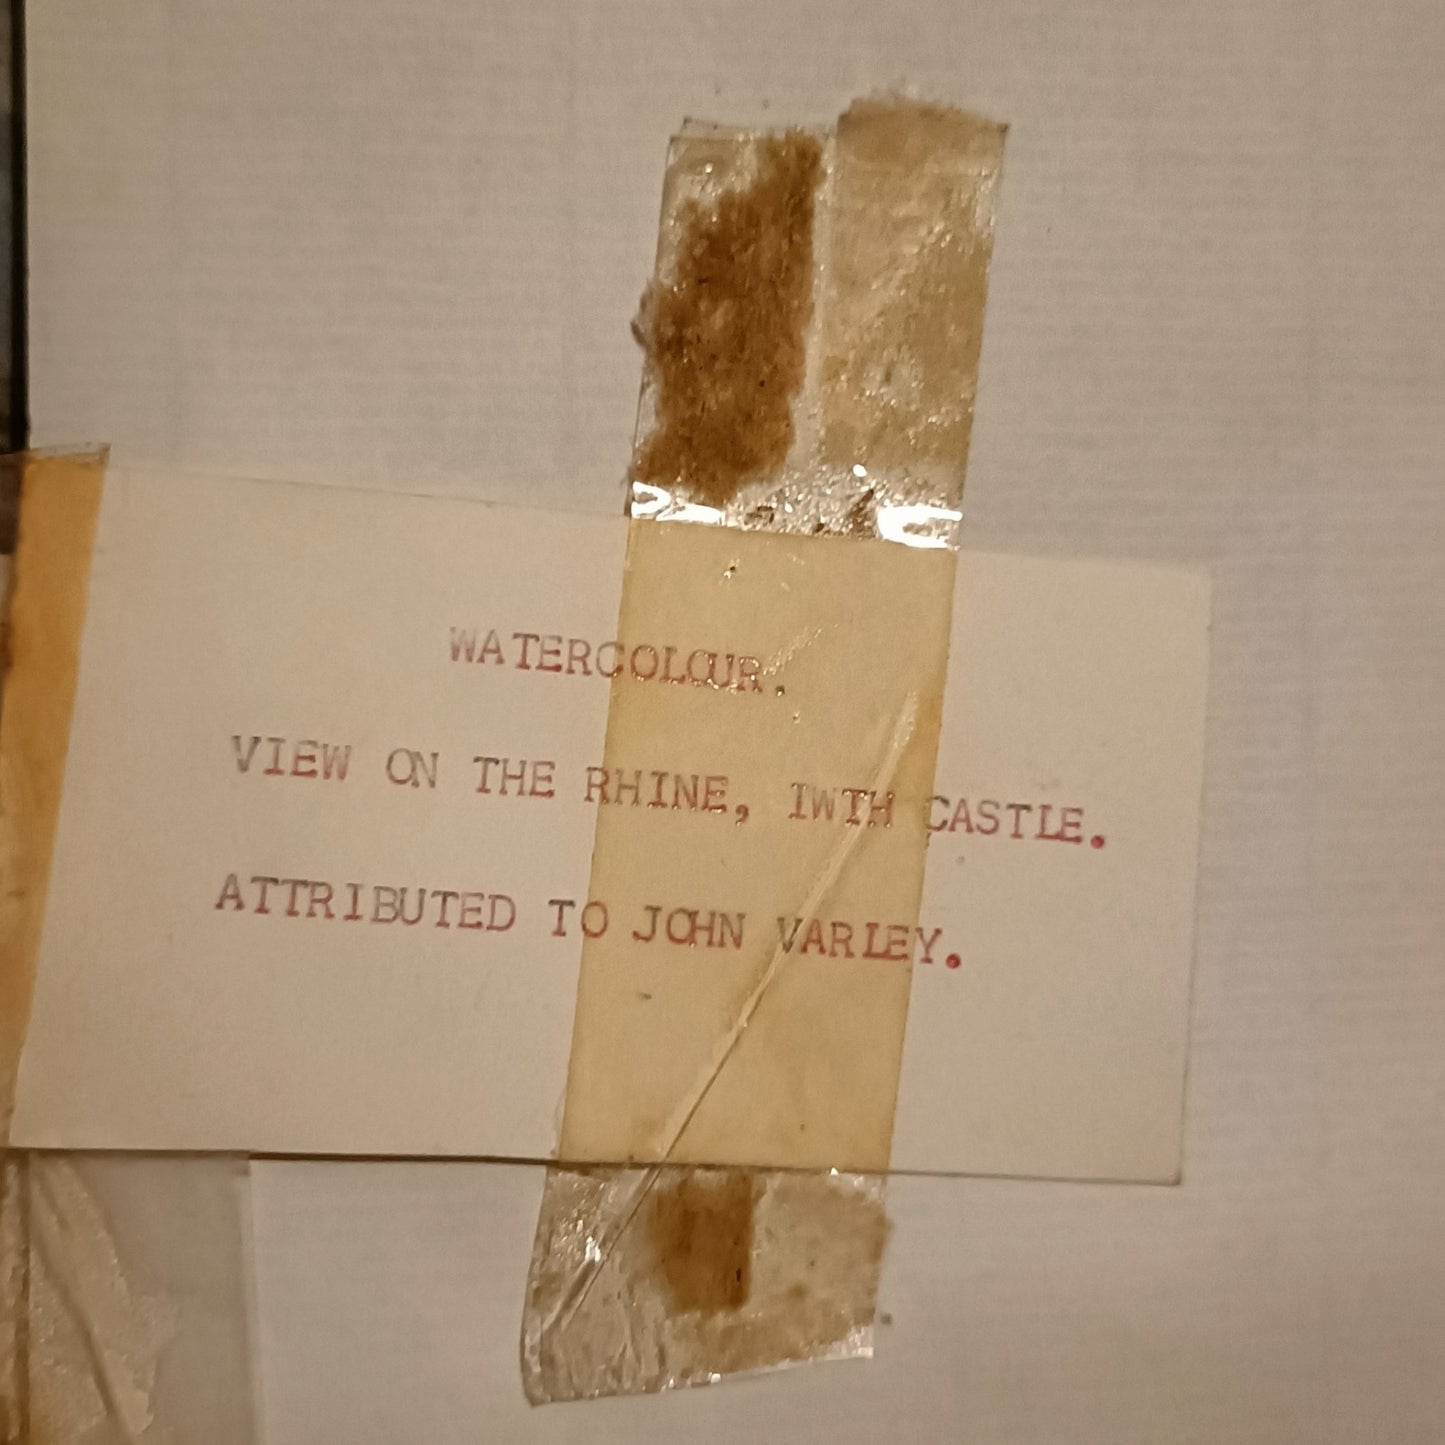 WATERCOLOUR.
VIEW ON THE RHINE, IWTH CASTLE.
ATTRIBUTED TO JOHN VARLEY.